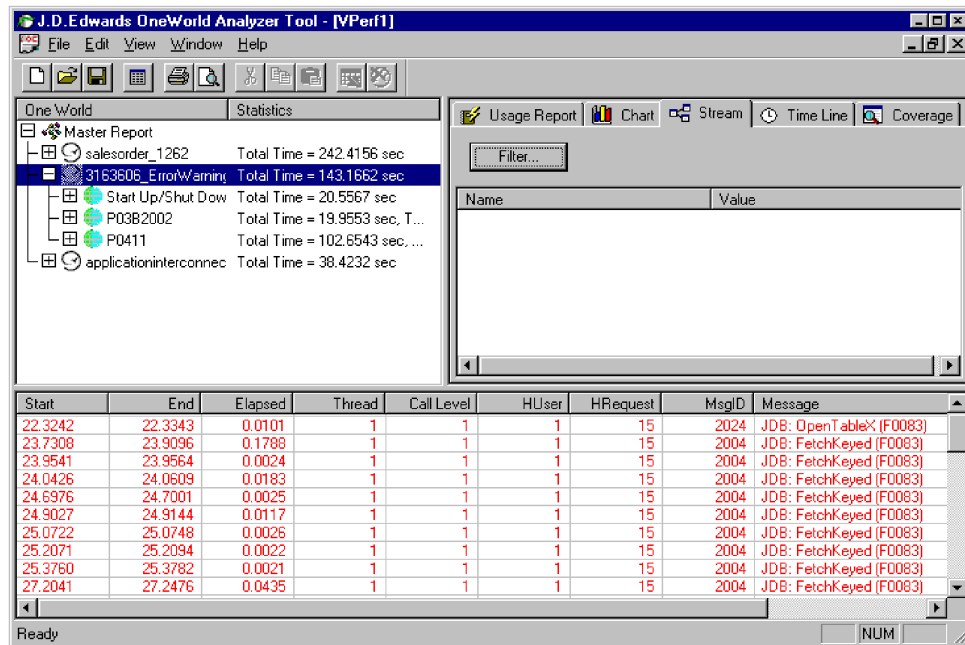 J.D.Edwards OneWorld Analyzer Tool - [VPerf1]
File Edit View Window Help
One World Statistics
Master Report
salesorder_1262 Total Time = 242.4156 sec
3163606_ErrorWarning Total Time = 143.1662 sec
Start Up/Shut Dow Total Time = 20.5567 sec
P03B2002 Total Time = 19.9553 sec, T...
P0411 Total Time = 102.6543 sec, ...
applicationinterconnec Total Time = 38.4232 sec
Usage Report Chart Stream Time Line Coverage
Filter...
Name Value
Start End Elapsed Thread Call Level HUser HRequest MsgID Message
22.3242 22.3343 0.0101 1 1 1 15 2024 JDB: OpenTableX (F0083)
23.7308 23.9096 0.1788 1 1 1 15 2004 JDB: FetchKeyed (F0083)
23.9541 23.9564 0.0024 1 1 1 15 2004 JDB: FetchKeyed (F0083)
24.0426 24.0609 0.0183 1 1 1 15 2004 JDB: FetchKeyed (F0083)
24.6976 24.7001 0.0025 1 1 1 15 2004 JDB: FetchKeyed (F0083)
24.9027 24.9144 0.0117 1 1 1 15 2004 JDB: FetchKeyed (F0083)
25.0722 25.0748 0.0026 1 1 1 15 2004 JDB: FetchKeyed (F0083)
25.2071 25.2094 0.0022 1 1 1 15 2004 JDB: FetchKeyed (F0083)
25.3760 25.3782 0.0021 1 1 1 15 2004 JDB: FetchKeyed (F0083)
27.2041 27.2476 0.0435 1 1 1 15 2004 JDB: FetchKeyed (F0083)
Ready NUM